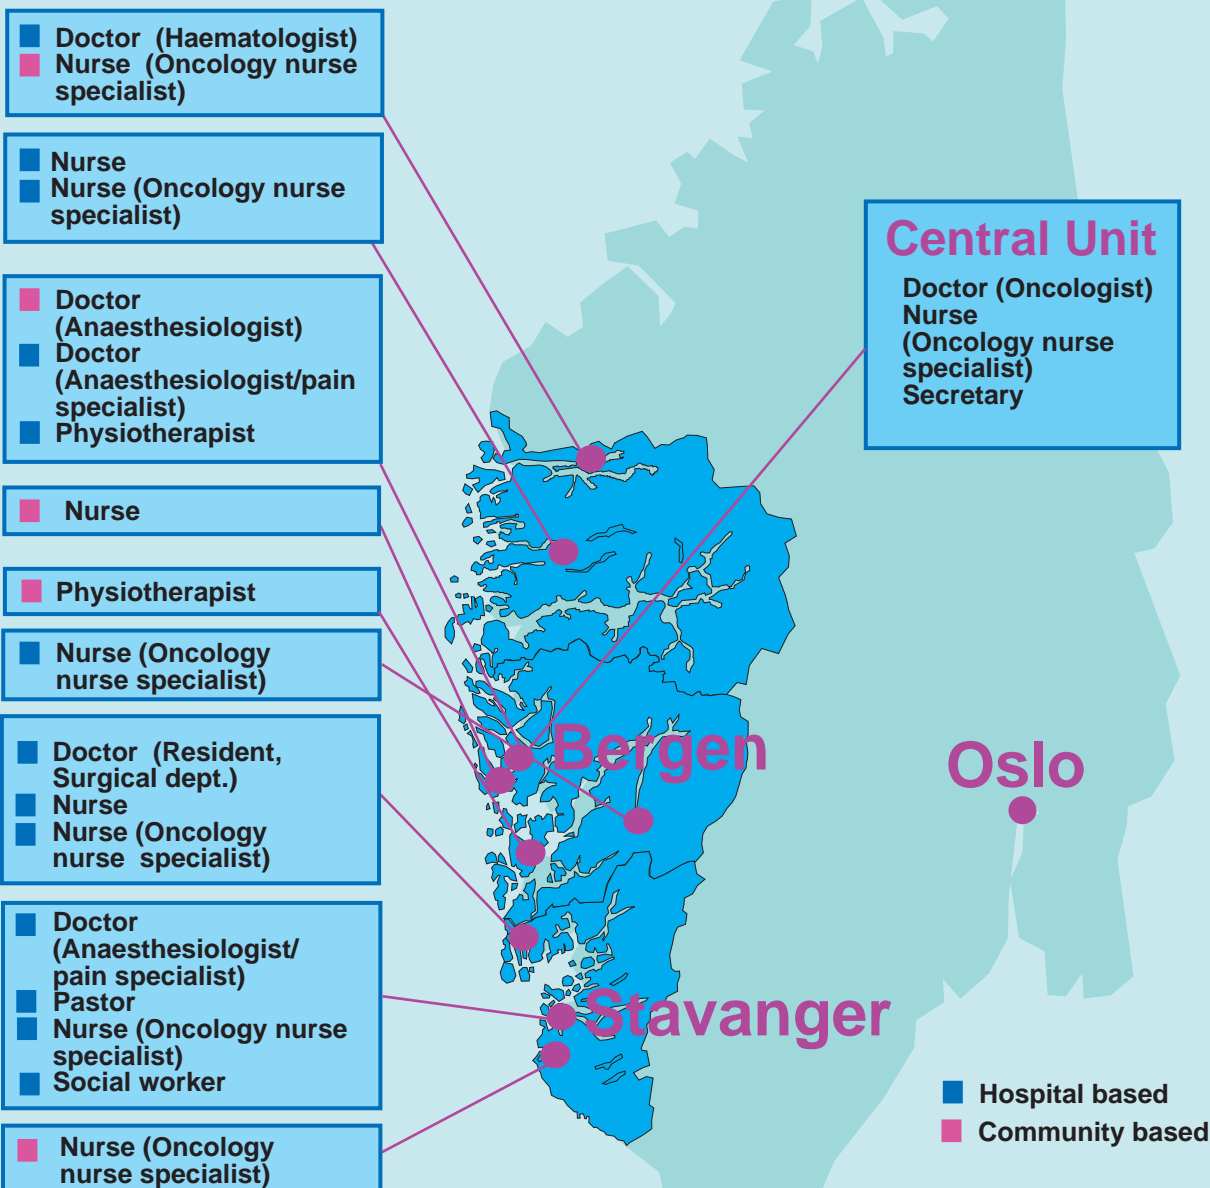 Doctor (Haematologist)
Nurse (Oncology nurse
specialist)
Nurse
Nurse (Oncology nurse
specialist)
Doctor
(Anaesthesiologist)
Doctor
(Anaesthesiologist/pain
specialist)
Physiotherapist
Nurse
Physiotherapist
Nurse (Oncology
nurse specialist)
Doctor (Resident,
Surgical dept.)
Nurse
Nurse (Oncology
nurse specialist)
Doctor
(Anaesthesiologist/
pain specialist)
Pastor
Nurse (Oncology nurse
specialist)
Social worker
Nurse (Oncology
nurse specialist)
Central Unit
Doctor (Oncologist)
Nurse
(Oncology nurse
specialist)
Secretary
Bergen
Oslo
Stavanger
Hospital based
Community based